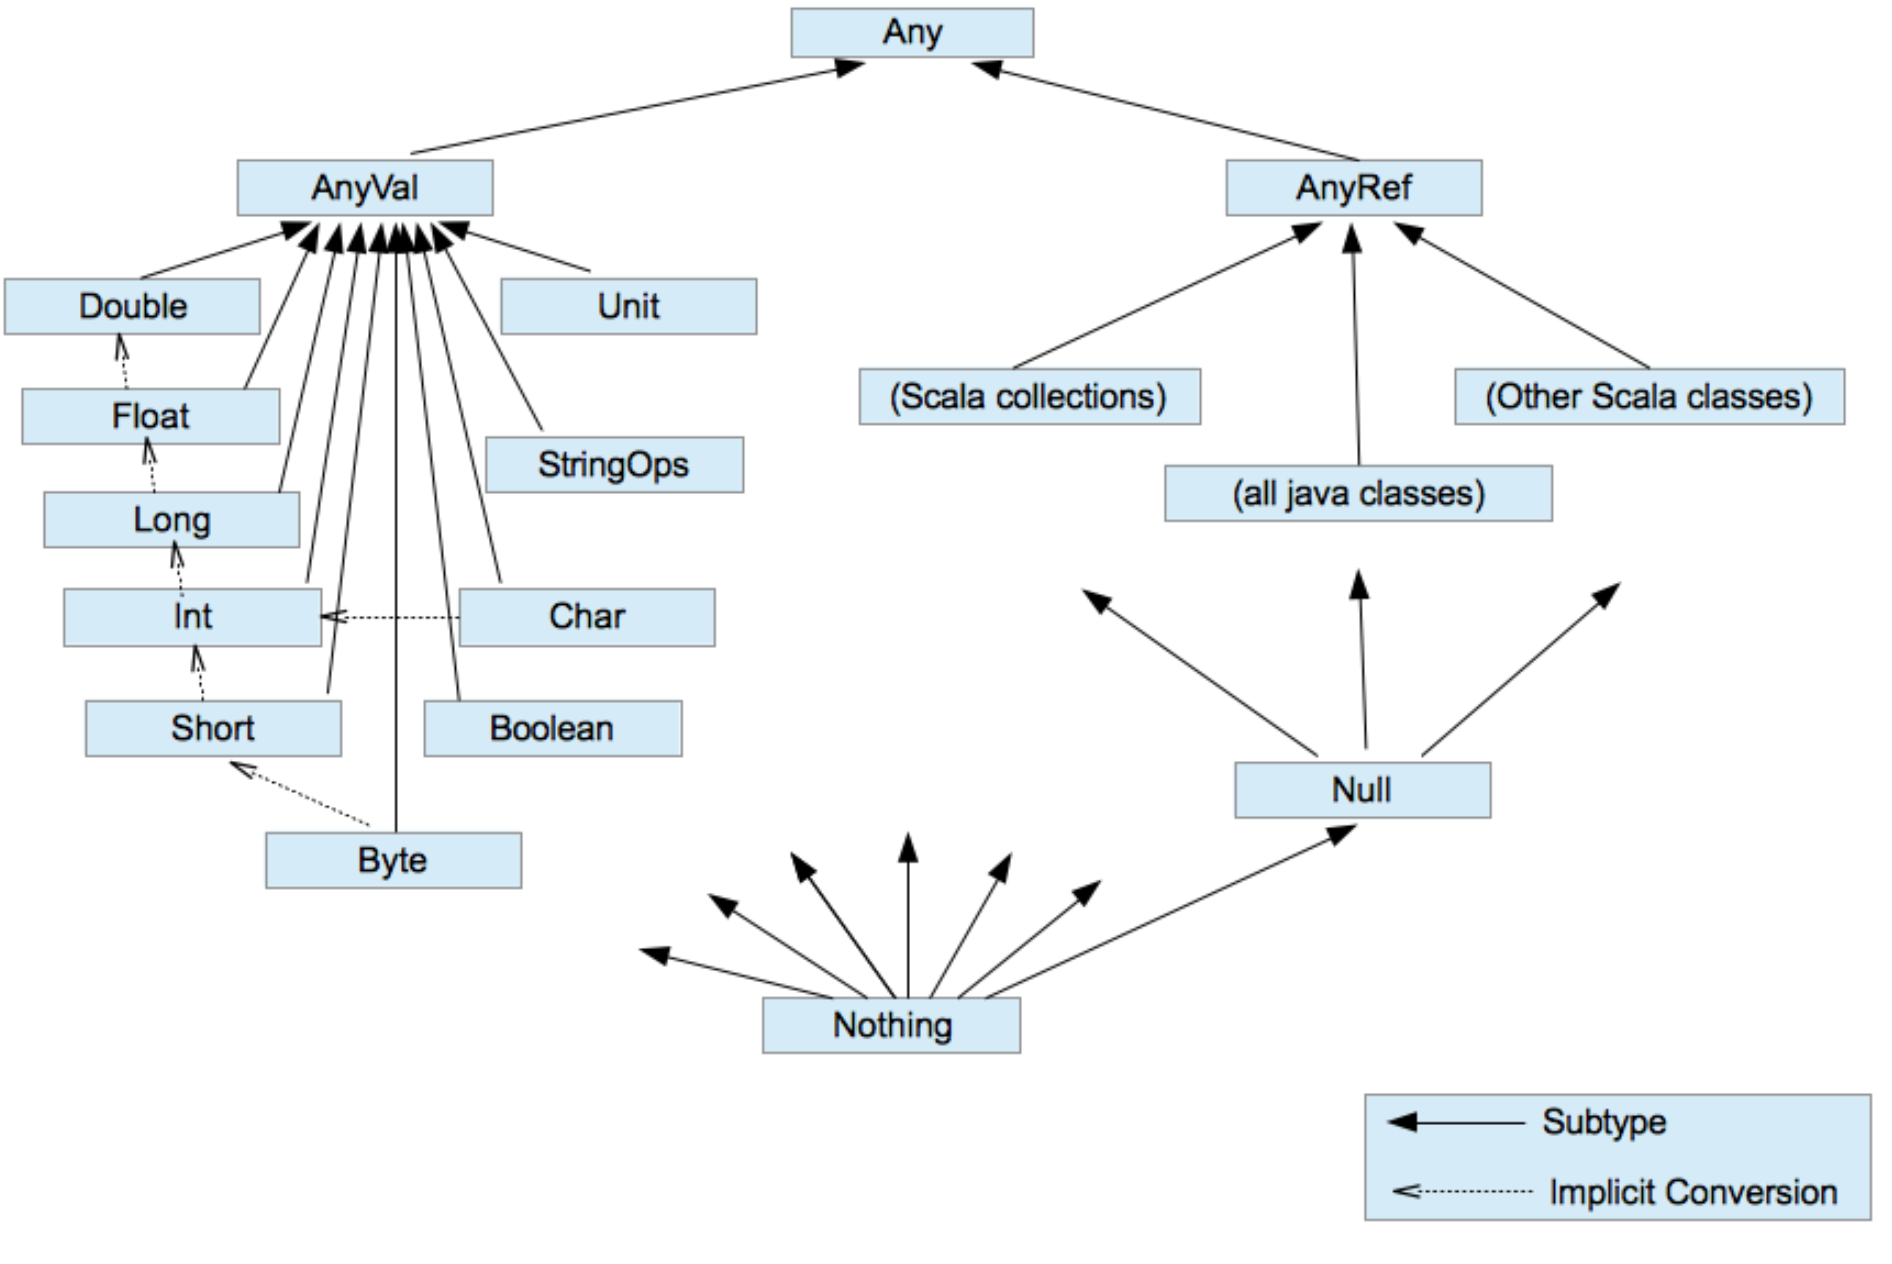 Any
AnyVal
AnyRef
Double
Unit
Float
(Scala collections)
(Other Scala classes)
StringOps
Long
(all java classes)
Int
Char
Short
Boolean
Null
Byte
Nothing
Subtype
Implicit Conversion